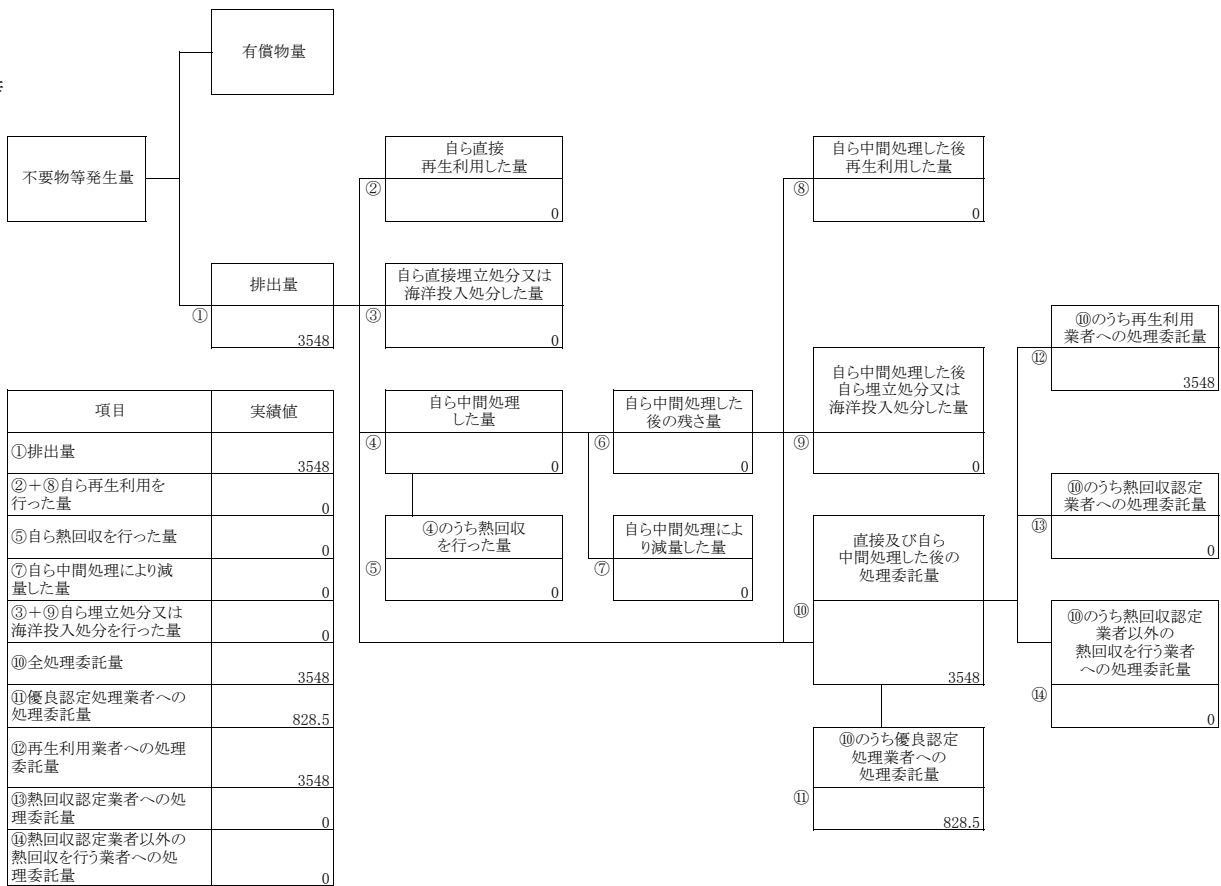 有償物量
不要物等発生量
排出量
①
3548
自ら直接
再生利用した量
②
0
自ら直接埋立処分又は
海洋投入処分した量
③
0
自ら中間処理
した量
④
0
④のうち熱回収
を行った量
⑤
0
自ら中間処理した
後の残さ量
⑥
0
自ら中間処理によ
り減量した量
⑦
0
自ら中間処理した後
再生利用した量
⑧
0
自ら中間処理した後
自ら埋立処分又は
海洋投入処分した量
⑨
0
直接及び自ら
中間処理した後の
処理委託量
⑩
3548
⑩のうち優良認定
処理業者への
処理委託量
⑪
828.5
⑩のうち再生利用
業者への処理委託量
⑫
3548
⑩のうち熱回収認定
業者への処理委託量
⑬
0
⑩のうち熱回収認定
業者以外の
熱回収を行う業者
への処理委託量
⑭
0
項目 実績値
①排出量
3548
②+⑧自ら再生利用を
行った量
0
⑤自ら熱回収を行った量
0
⑦自ら中間処理により減
量した量
0
③+⑨自ら埋立処分又は
海洋投入処分を行った量
0
⑩全処理委託量
3548
⑪優良認定処理業者への
処理委託量
828.5
⑫再生利用業者への処理
委託量
3548
⑬熱回収認定業者への処
理委託量
0
⑭熱回収認定業者以外の
熱回収を行う業者への処
理委託量
0